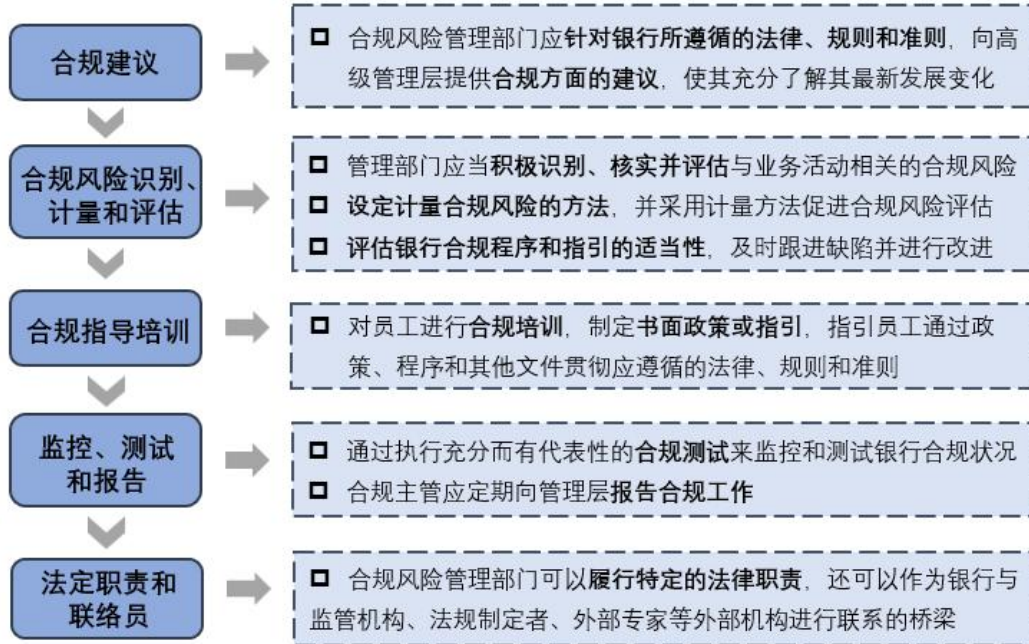 合规建议
口 合规风险管理部门应针对银行所遵循的法律、规则和准则，向高
级管理层提供合规方面的建议，使其充分了解其最新发展变化
合规风险识别、
计量和评估
口 管理部门应当积极识别、核实并评估与业务活动相关的合规风险
口 设定计量合规风险的方法，并采用计量方法促进合规风险评估
口 评估银行合规程序和指引的适当性，及时跟进缺陷并进行改进
合规指导培训
口 对员工进行合规培训，制定书面政策或指引，指引员工通过政
策、程序和其他文件贯彻应遵循的法律、规则和准则
监控、测试
和报告
口 通过执行充分而有代表性的合规测试来监控和测试银行合规状况
口 合规主管应定期向管理层报告合规工作
法定职责和
联络员
口 合规风险管理部门可以履行特定的法律职责，还可以作为银行与
监管机构、法规制定者、外部专家等外部机构进行联系的桥梁